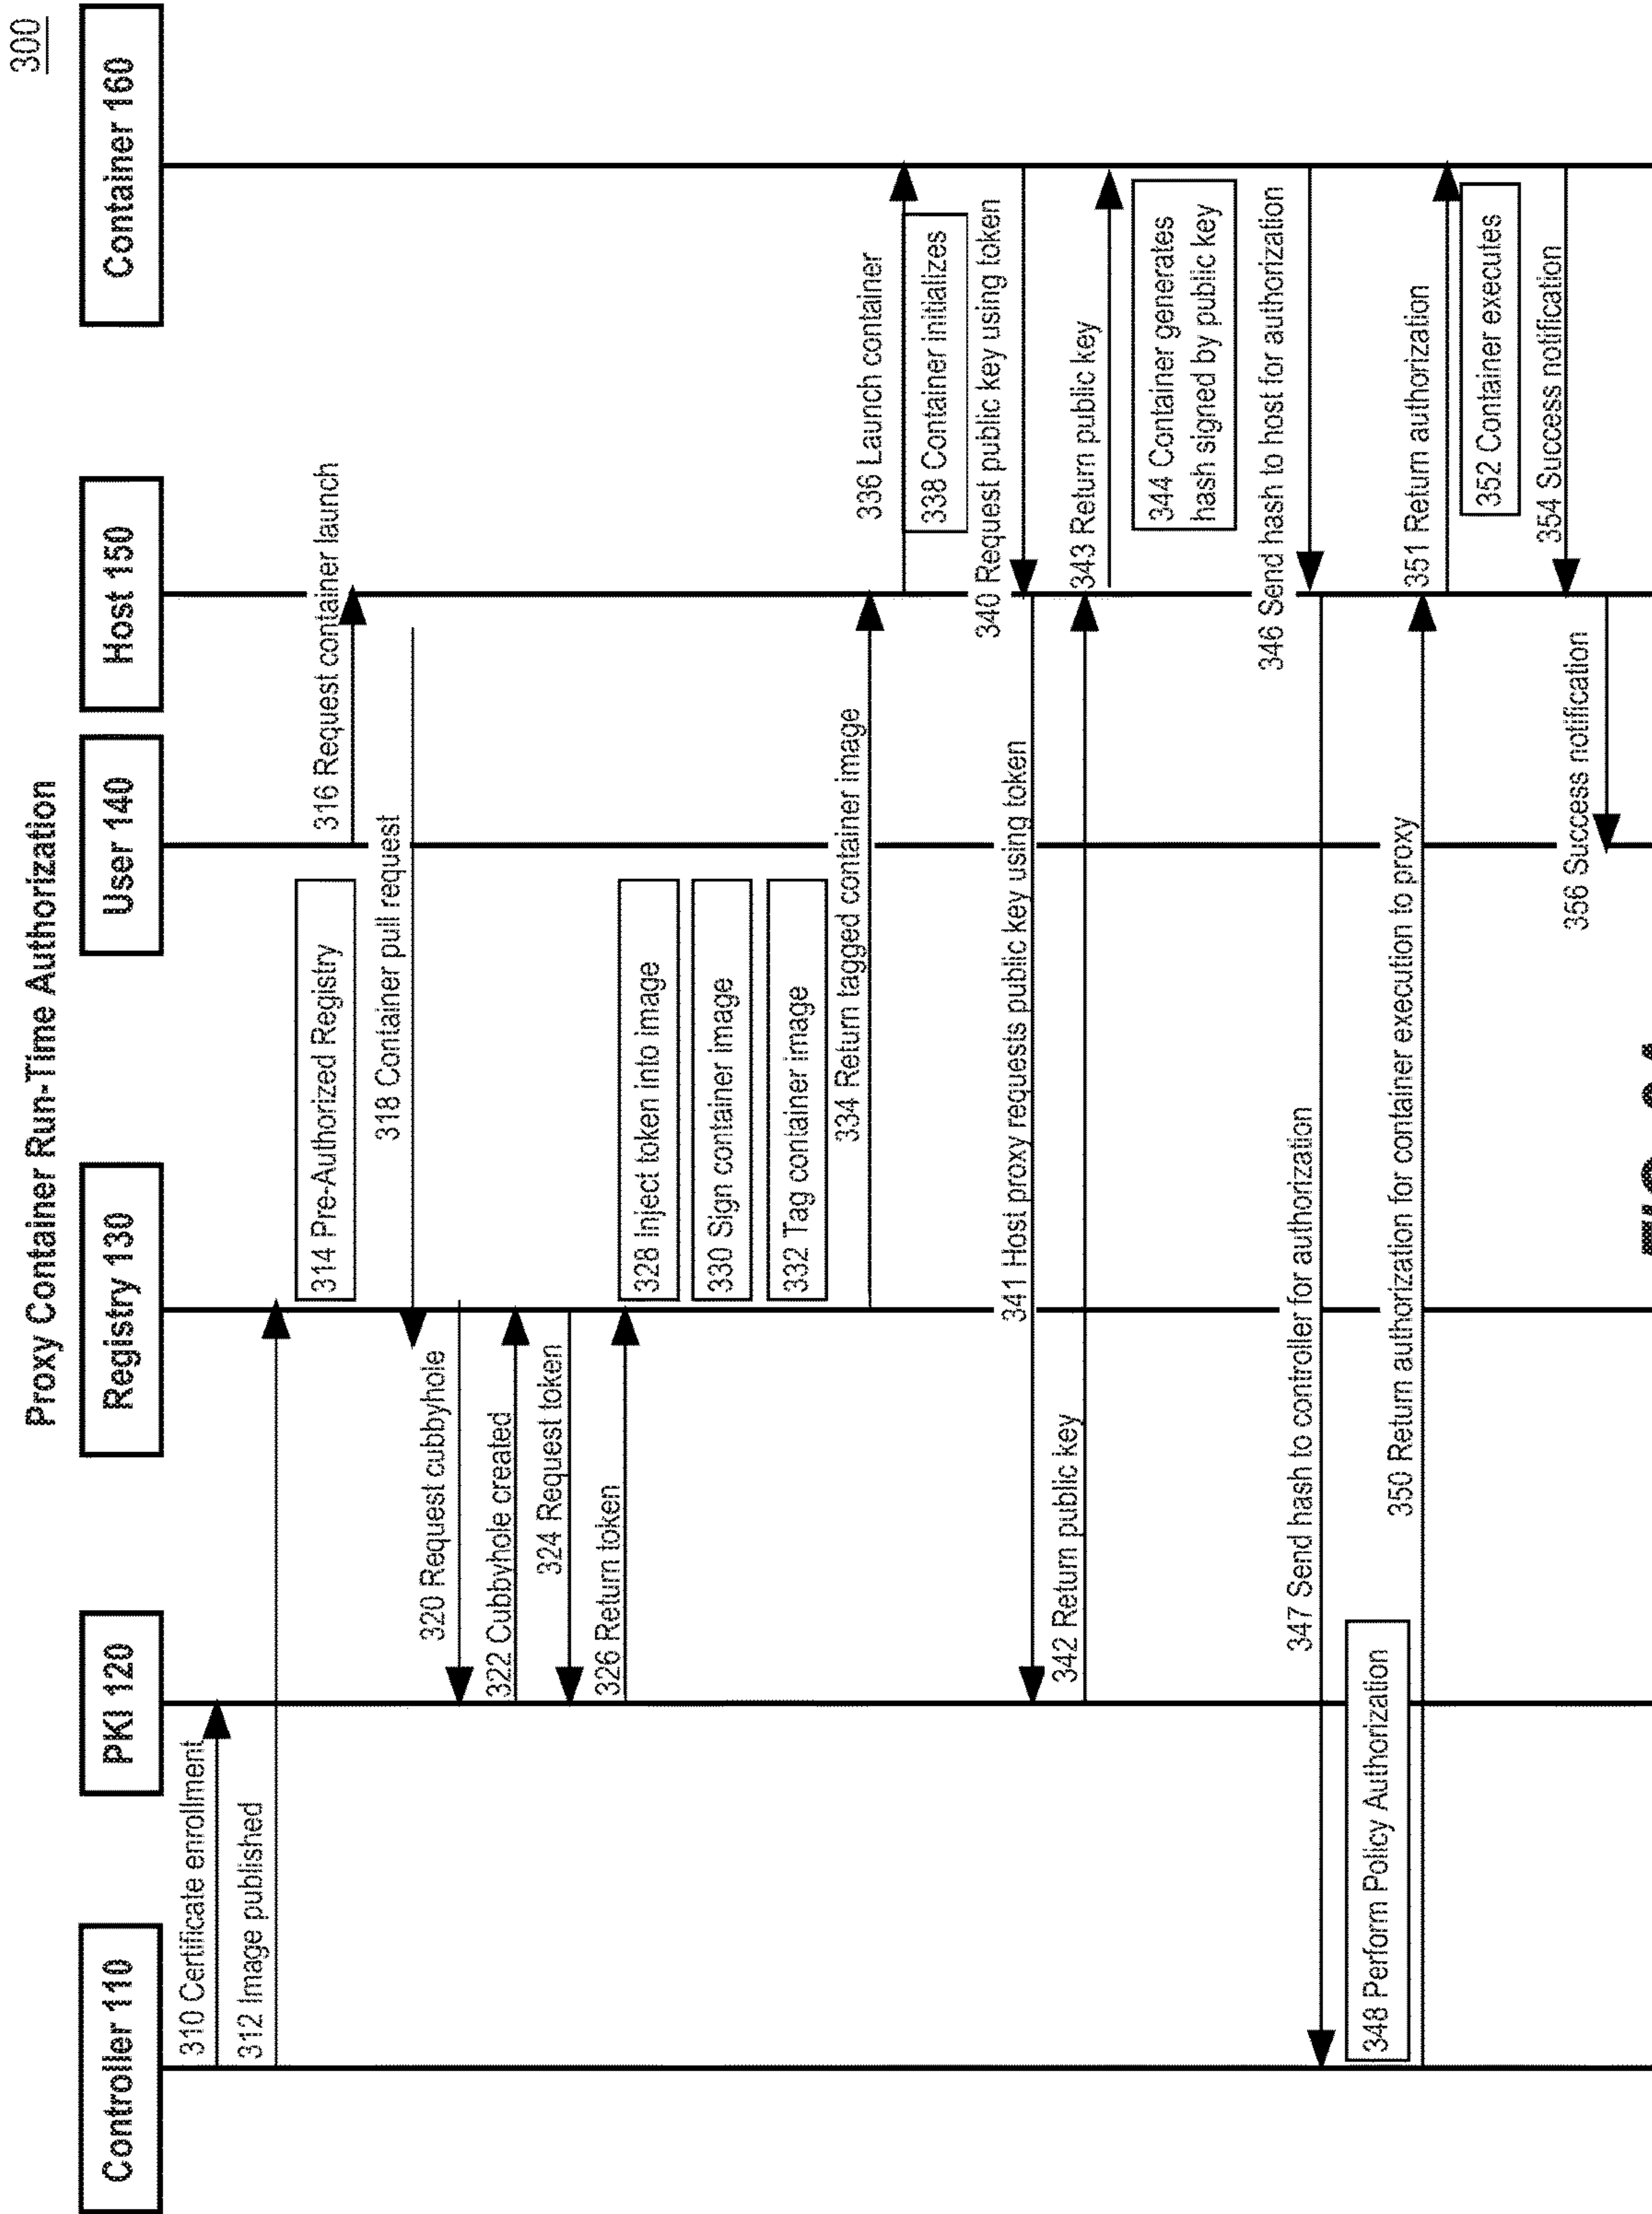 300
Proxy Container Run-Time Authorization
Controller 110
PKI 120
Registry 130
User 140
Host 150
Container 160
310 Certificate enrollment
312 Image published
314 Pre-Authorized Registry
316 Request container launch
318 Container pull request
320 Request cubbyhole
322 Cubbyhole created
324 Request token
326 Return token
328 Inject token into image
330 Sign container image
332 Tag container image
334 Return tagged container image
336 Launch container
338 Container initializes
340 Request public key using token
341 Host proxy requests public key using token
342 Return public key
343 Return public key
344 Container generates
hash signed by public key
346 Send hash to host for authorization
347 Send hash to controller for authorization
348 Perform Policy Authorization
350 Return authorization for container execution to proxy
351 Return authorization
352 Container executes
354 Success notification
356 Success notification